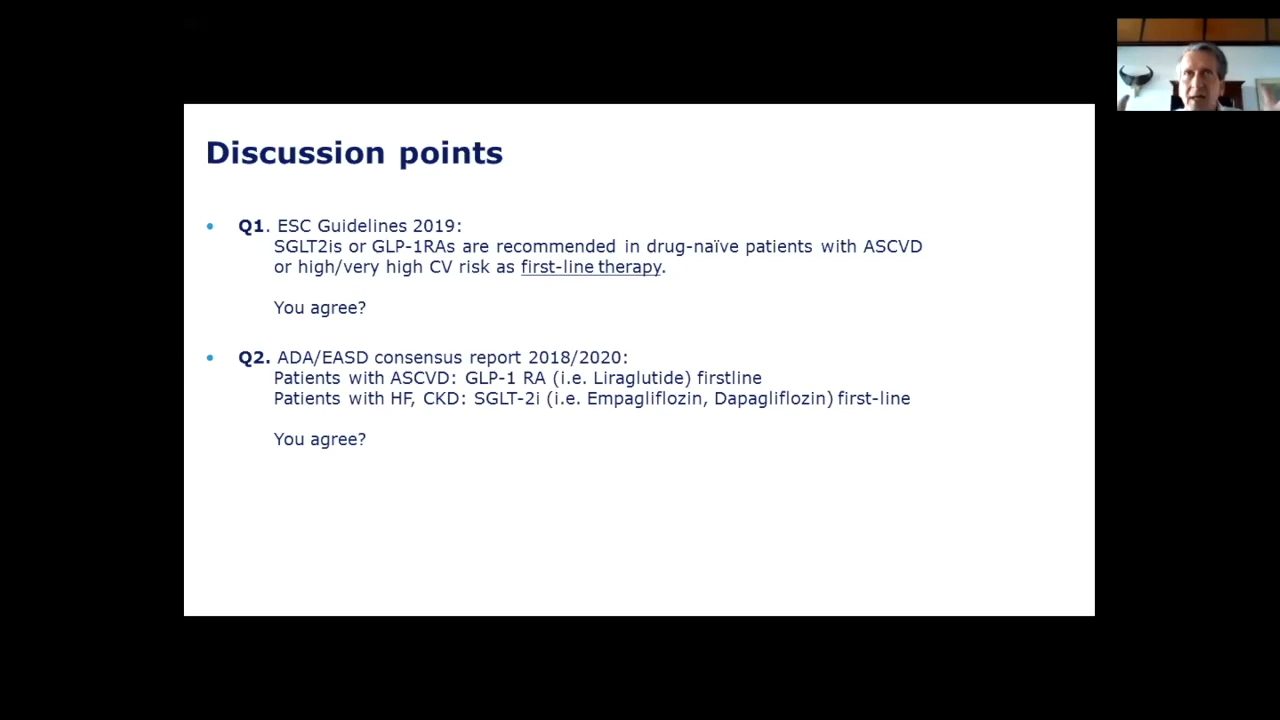 Discussion points
• Q1. ESC Guidelines 2019:
SGLT2is or GLP-1RAs are recommended in drug-naïve patients with ASCVD
or high/very high CV risk as first-line therapy.
You agree?
• Q2. ADA/EASD consensus report 2018/2020:
Patients with ASCVD: GLP-1 RA (i.e. Liraglutide) firstline
Patients with HF, CKD: SGLT-2i (i.e. Empagliflozin, Dapagliflozin) first-line
You agree?